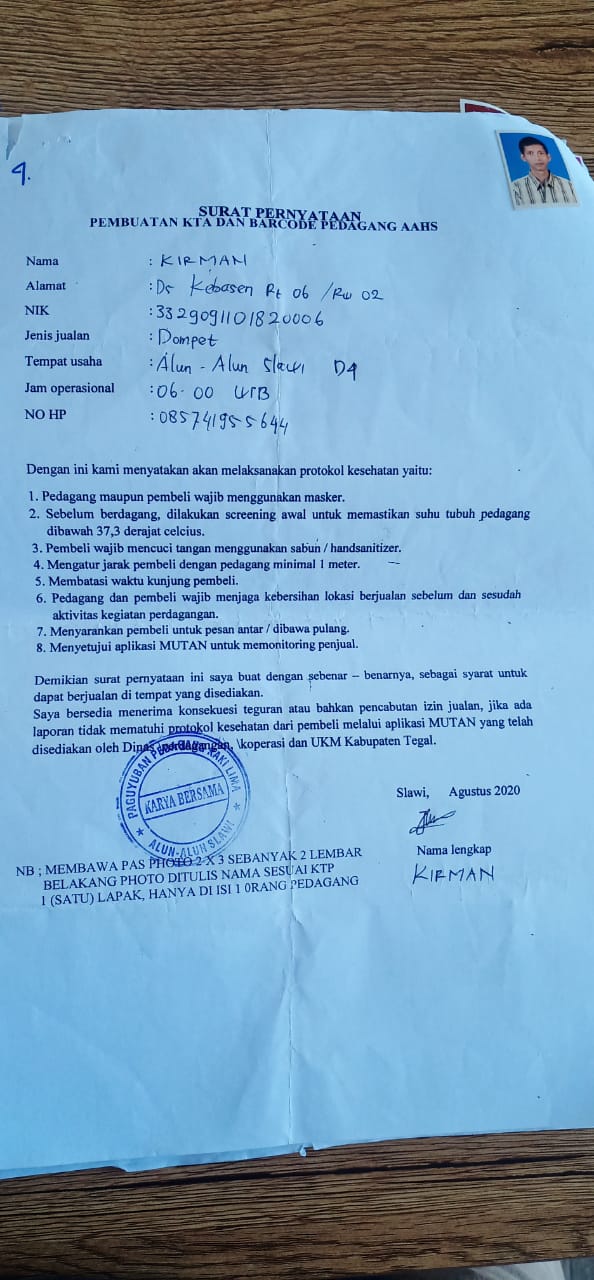 9.
SURAT PERNYATAAN
PEMBUATAN KTA DAN BARCODE PEDAGANG AAHS
Nama : KIRMAN
Alamat : Ds Kebasen Rt 06 / Rw 02
NIK : 3329091101820006
Jenis jualan : Dompet
Tempat usaha : Alun - Alun Slawi D9
Jam operasional : 06.00 WIB
NO HP : 085741955644
Dengan ini kami menyatakan akan melaksanakan protokol kesehatan yaitu:
1. Pedagang maupun pembeli wajib menggunakan masker.
2. Sebelum berdagang, dilakukan screening awal untuk memastikan suhu tubuh pedagang
dibawah 37,3 derajat celcius.
3. Pembeli wajib mencuci tangan menggunakan sabun / handsanitizer.
4. Mengatur jarak pembeli dengan pedagang minimal 1 meter.
5. Membatasi waktu kunjung pembeli.
6. Pedagang dan pembeli wajib menjaga kebersihan lokasi berjualan sebelum dan sesudah
aktivitas kegiatan perdagangan.
7. Menyarankan pembeli untuk pesan antar / dibawa pulang.
8. Menyetujui aplikasi MUTAN untuk memonitoring penjual.
Demikian surat pernyataan ini saya buat dengan sebenar – benarnya, sebagai syarat untuk
dapat berjualan di tempat yang disediakan.
Saya bersedia menerima konsekuesi teguran atau bahkan pencabutan izin jualan, jika ada
laporan tidak mematuhi protokol kesehatan dari pembeli melalui aplikasi MUTAN yang telah
disediakan oleh Dinas perdagangan, \koperasi dan UKM Kabupaten Tegal.
PAGUYUBAN PEDAGANG KAKI LIMA
KARYA BERSAMA
ALUN-ALUN SLAWI
Slawi, Agustus 2020
Nama lengkap
KIRMAN
NB ; MEMBAWA PAS PHOTO 2 X 3 SEBANYAK 2 LEMBAR
BELAKANG PHOTO DITULIS NAMA SESUAI KTP
1 (SATU) LAPAK, HANYA DI ISI 1 0RANG PEDAGANG